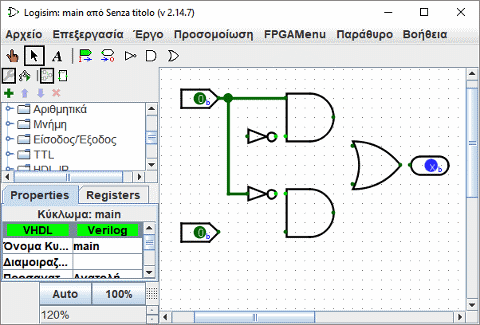 Logisim: main από Senza titolo (v 2.14.7)
Αρχείο Επεξεργασία Έργο Προσομοίωση FPGAMenu Παράθυρο Βοήθεια
Αριθμητικά
Μνήμη
Είσοδος/Έξοδος
TTL
HDL-IP
Properties Registers
Κύκλωμα: main
VHDL Verilog
Όνομα Κυ... main
Διαμοιραζ...
Προσανατ... Ανατολή
Auto 100%
120%
0 b
x b
0 b